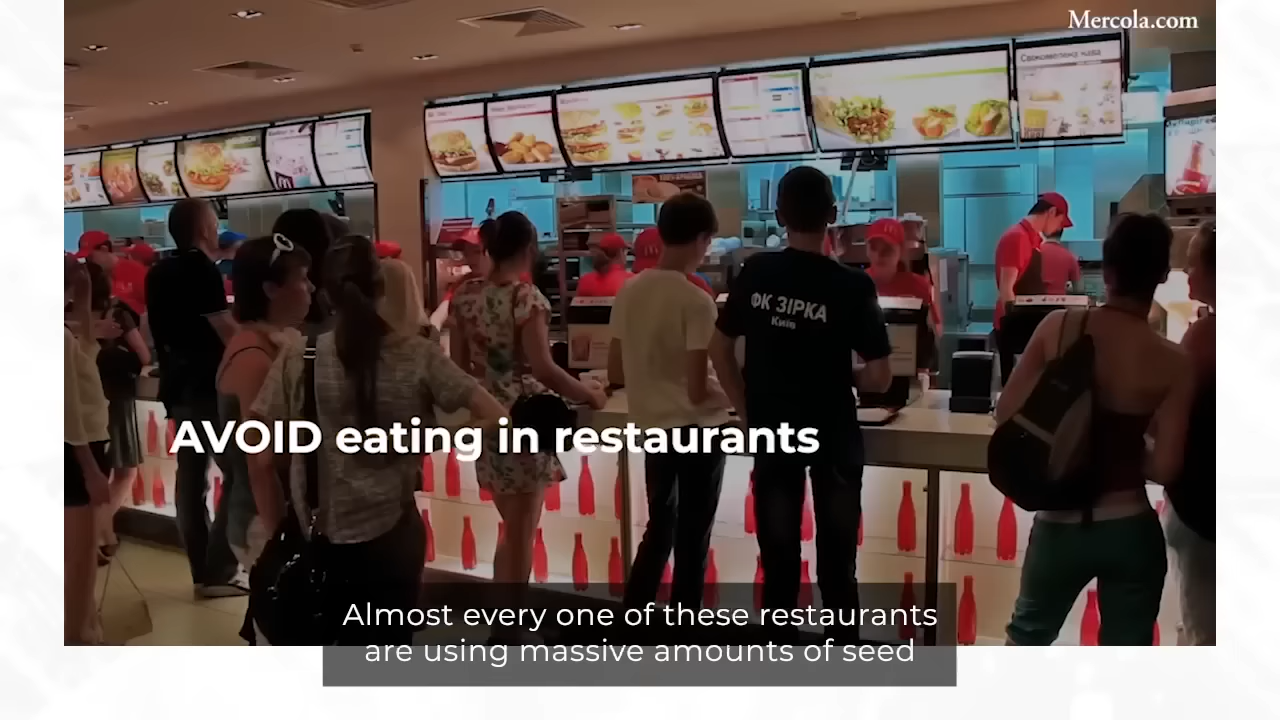 Mercola.com
ФК ЗІРКА
Київ
AVOID eating in restaurants
Almost every one of these restaurants
are using massive amounts of seed